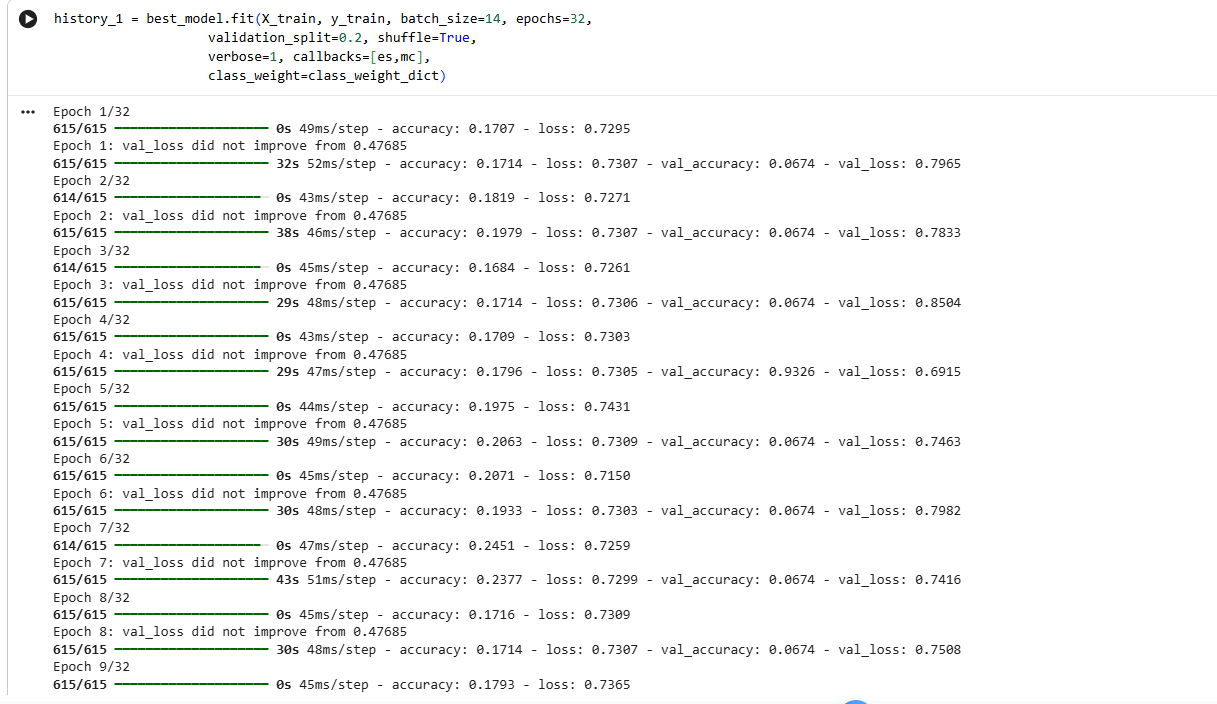 history_1 = best_model.fit(X_train, y_train, batch_size=14, epochs=32,
validation_split=0.2, shuffle=True,
verbose=1, callbacks=[es,mc],
class_weight=class_weight_dict)
Epoch 1/32
615/615 ━━━━━━━━━━━━━━━━━━━━ 0s 49ms/step - accuracy: 0.1707 - loss: 0.7295
Epoch 1: val_loss did not improve from 0.47685
615/615 ━━━━━━━━━━━━━━━━━━━━ 32s 52ms/step - accuracy: 0.1714 - loss: 0.7307 - val_accuracy: 0.0674 - val_loss: 0.7965
Epoch 2/32
614/615 ━━━━━━━━━━━━━━━━━━━ 0s 43ms/step - accuracy: 0.1819 - loss: 0.7271
Epoch 2: val_loss did not improve from 0.47685
615/615 ━━━━━━━━━━━━━━━━━━━━ 38s 46ms/step - accuracy: 0.1979 - loss: 0.7307 - val_accuracy: 0.0674 - val_loss: 0.7833
Epoch 3/32
614/615 ━━━━━━━━━━━━━━━━━━━ 0s 45ms/step - accuracy: 0.1684 - loss: 0.7261
Epoch 3: val_loss did not improve from 0.47685
615/615 ━━━━━━━━━━━━━━━━━━━━ 29s 48ms/step - accuracy: 0.1714 - loss: 0.7306 - val_accuracy: 0.0674 - val_loss: 0.8504
Epoch 4/32
615/615 ━━━━━━━━━━━━━━━━━━━━ 0s 43ms/step - accuracy: 0.1709 - loss: 0.7303
Epoch 4: val_loss did not improve from 0.47685
615/615 ━━━━━━━━━━━━━━━━━━━━ 29s 47ms/step - accuracy: 0.1796 - loss: 0.7305 - val_accuracy: 0.9326 - val_loss: 0.6915
Epoch 5/32
615/615 ━━━━━━━━━━━━━━━━━━━━ 0s 44ms/step - accuracy: 0.1975 - loss: 0.7431
Epoch 5: val_loss did not improve from 0.47685
615/615 ━━━━━━━━━━━━━━━━━━━━ 30s 49ms/step - accuracy: 0.2063 - loss: 0.7309 - val_accuracy: 0.0674 - val_loss: 0.7463
Epoch 6/32
615/615 ━━━━━━━━━━━━━━━━━━━━ 0s 45ms/step - accuracy: 0.2071 - loss: 0.7150
Epoch 6: val_loss did not improve from 0.47685
615/615 ━━━━━━━━━━━━━━━━━━━━ 30s 48ms/step - accuracy: 0.1933 - loss: 0.7303 - val_accuracy: 0.0674 - val_loss: 0.7982
Epoch 7/32
614/615 ━━━━━━━━━━━━━━━━━━━ 0s 47ms/step - accuracy: 0.2451 - loss: 0.7259
Epoch 7: val_loss did not improve from 0.47685
615/615 ━━━━━━━━━━━━━━━━━━━━ 43s 51ms/step - accuracy: 0.2377 - loss: 0.7299 - val_accuracy: 0.0674 - val_loss: 0.7416
Epoch 8/32
615/615 ━━━━━━━━━━━━━━━━━━━━ 0s 45ms/step - accuracy: 0.1716 - loss: 0.7309
Epoch 8: val_loss did not improve from 0.47685
615/615 ━━━━━━━━━━━━━━━━━━━━ 30s 48ms/step - accuracy: 0.1714 - loss: 0.7307 - val_accuracy: 0.0674 - val_loss: 0.7508
Epoch 9/32
615/615 ━━━━━━━━━━━━━━━━━━━━ 0s 45ms/step - accuracy: 0.1793 - loss: 0.7365